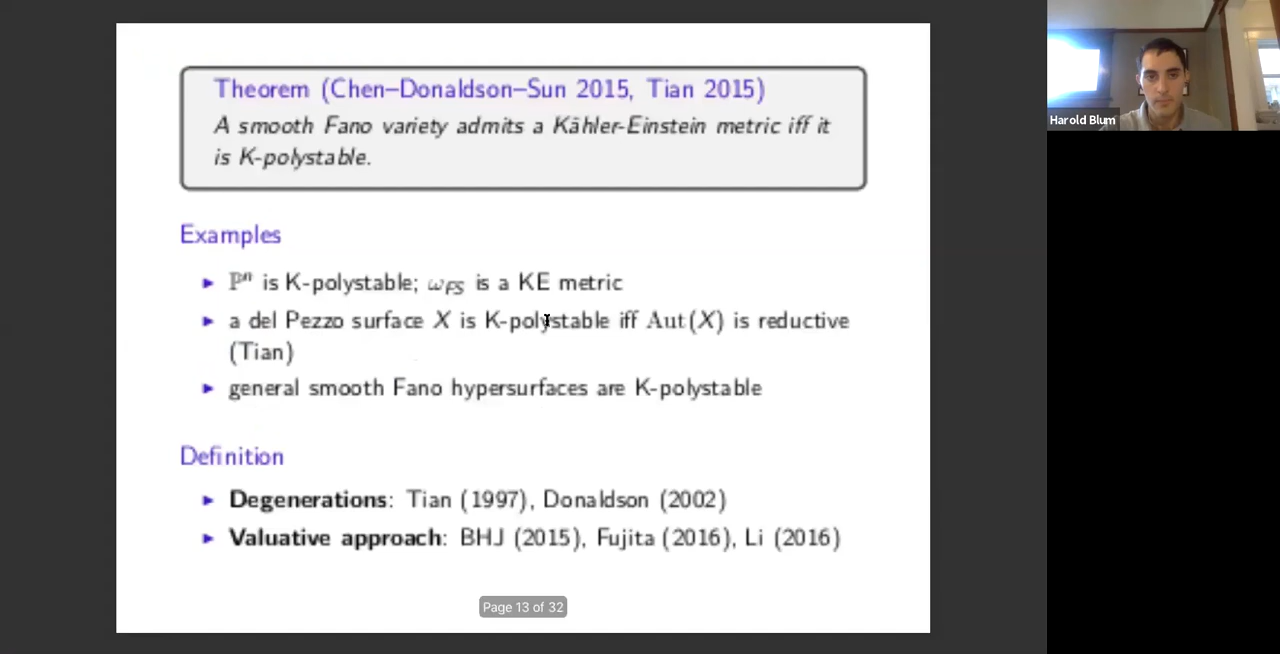 Theorem (Chen–Donaldson–Sun 2015, Tian 2015)
A smooth Fano variety admits a Kähler-Einstein metric iff it
is K-polystable.
Examples
► ℙⁿ is K-polystable; ω_FS is a KE metric
► a del Pezzo surface X is K-polystable iff Aut(X) is reductive
(Tian)
► general smooth Fano hypersurfaces are K-polystable
Definition
► Degenerations: Tian (1997), Donaldson (2002)
► Valuative approach: BHJ (2015), Fujita (2016), Li (2016)
Page 13 of 32
Harold Blum